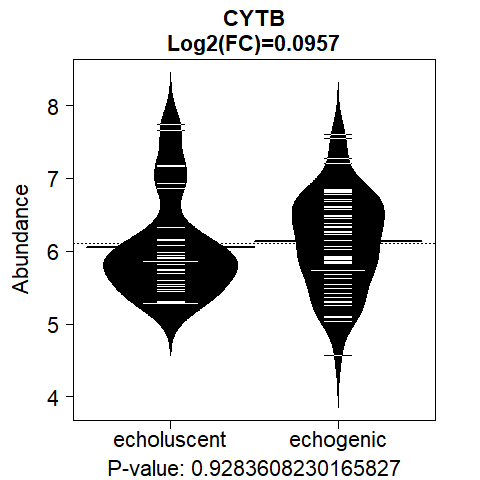 CYTB
Log2(FC)=0.0957
Abundance
8
7
6
5
4
echoluscent echogenic
P-value: 0.9283608230165827